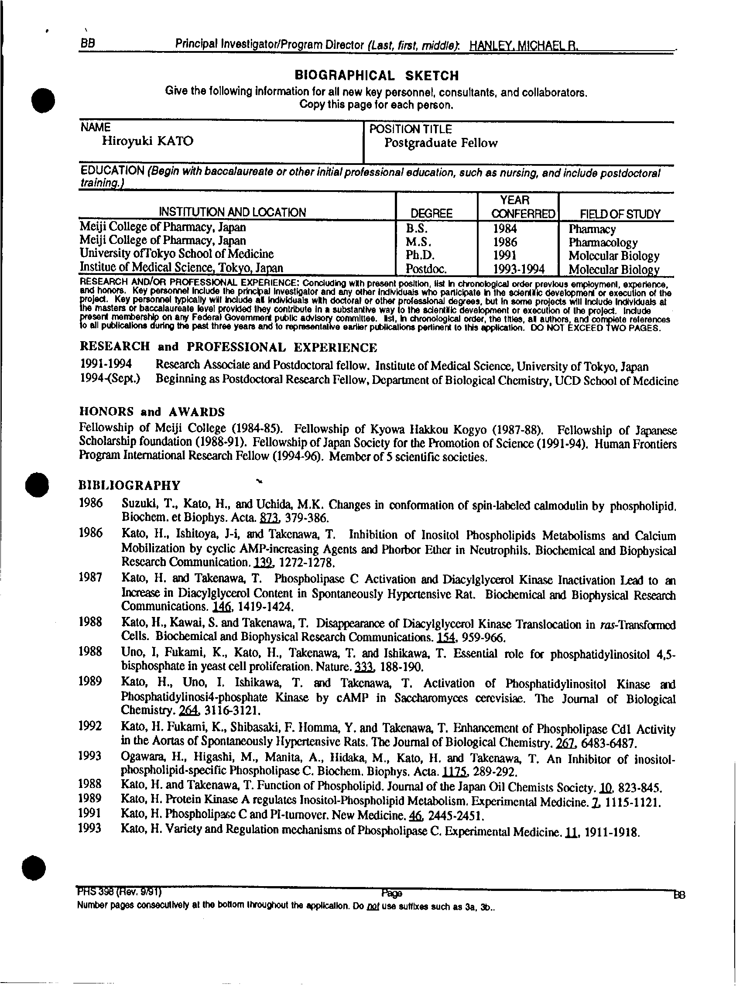 BB Principal Investigator/Program Director (Last, first, middle): HANLEY, MICHAEL R.
BIOGRAPHICAL SKETCH
Give the following information for all new key personnel, consultants, and collaborators.
Copy this page for each person.
NAME POSITION TITLE
Hiroyuki KATO Postgraduate Fellow
EDUCATION (Begin with baccalaureate or other initial professional education, such as nursing, and include postdoctoral
training.)
INSTITUTION AND LOCATION DEGREE YEAR CONFERRED FIELD OF STUDY
Meiji College of Pharmacy, Japan B.S. 1984 Pharmacy
Meiji College of Pharmacy, Japan M.S. 1986 Pharmacology
University ofTokyo School of Medicine Ph.D. 1991 Molecular Biology
Institue of Medical Science, Tokyo, Japan Postdoc. 1993-1994 Molecular Biology
RESEARCH AND/OR PROFESSIONAL EXPERIENCE: Concluding with present position, list in chronological order previous employment, experience,
and honors. Key personnel include the principal investigator and any other individuals who participate in the scientific development or execution of the
project. Key personnel typically will include all individuals with doctoral or other professional degrees, but in some projects will include individuals at
the masters or baccalaureate level provided they contribute in a substantive way to the scientific development or execution of the project. Include
present membership on any Federal Government public advisory committee. list, in chronological order, the titles, all authors, and complete references
to all publications during the past three years and to representative earlier publications pertinent to this application. DO NOT EXCEED TWO PAGES.
RESEARCH and PROFESSIONAL EXPERIENCE
1991-1994 Research Associate and Postdoctoral fellow. Institute of Medical Science, University of Tokyo, Japan
1994-(Sept.) Beginning as Postdoctoral Research Fellow, Department of Biological Chemistry, UCD School of Medicine
HONORS and AWARDS
Fellowship of Meiji College (1984-85). Fellowship of Kyowa Hakkou Kogyo (1987-88). Fellowship of Japanese
Scholarship foundation (1988-91). Fellowship of Japan Society for the Promotion of Science (1991-94). Human Frontiers
Program International Research Fellow (1994-96). Member of 5 scientific societies.
BIBLIOGRAPHY
1986 Suzuki, T., Kato, H., and Uchida, M.K. Changes in conformation of spin-labeled calmodulin by phospholipid.
Biochem. et Biophys. Acta. 873, 379-386.
1986 Kato, H., Ishitoya, J-i, and Takenawa, T. Inhibition of Inositol Phospholipids Metabolisms and Calcium
Mobilization by cyclic AMP-increasing Agents and Phorbor Ether in Neutrophils. Biochemical and Biophysical
Research Communication. 139, 1272-1278.
1987 Kato, H. and Takenawa, T. Phospholipase C Activation and Diacylglycerol Kinase Inactivation Lead to an
Increase in Diacylglycerol Content in Spontaneously Hypertensive Rat. Biochemical and Biophysical Research
Communications. 146, 1419-1424.
1988 Kato, H., Kawai, S. and Takenawa, T. Disappearance of Diacylglycerol Kinase Translocation in ras-Transformed
Cells. Biochemical and Biophysical Research Communications. 154, 959-966.
1988 Uno, I, Fukami, K., Kato, H., Takenawa, T. and Ishikawa, T. Essential role for phosphatidylinositol 4,5-
bisphosphate in yeast cell proliferation. Nature. 333, 188-190.
1989 Kato, H., Uno, I. Ishikawa, T. and Takenawa, T. Activation of Phosphatidylinositol Kinase and
Phosphatidylinosi4-phosphate Kinase by cAMP in Saccharomyces cerevisiae. The Journal of Biological
Chemistry. 264, 3116-3121.
1992 Kato, H. Fukami, K., Shibasaki, F. Homma, Y. and Takenawa, T. Enhancement of Phospholipase Cd1 Activity
in the Aortas of Spontaneously Hypertensive Rats. The Journal of Biological Chemistry. 267, 6483-6487.
1993 Ogawara, H., Higashi, M., Manita, A., Hidaka, M., Kato, H. and Takenawa, T. An Inhibitor of inositol-
phospholipid-specific Phospholipase C. Biochem. Biophys. Acta. 1175, 289-292.
1988 Kato, H. and Takenawa, T. Function of Phospholipid. Journal of the Japan Oil Chemists Society. 10, 823-845.
1989 Kato, H. Protein Kinase A regulates Inositol-Phospholipid Metabolism. Experimental Medicine. 7, 1115-1121.
1991 Kato, H. Phospholipase C and PI-turnover. New Medicine. 46, 2445-2451.
1993 Kato, H. Variety and Regulation mechanisms of Phospholipase C. Experimental Medicine. 11, 1911-1918.
PHS 398 (Rev. 9/91) Page BB
Number pages consecutively at the bottom throughout the application. Do not use suffixes such as 3a, 3b..